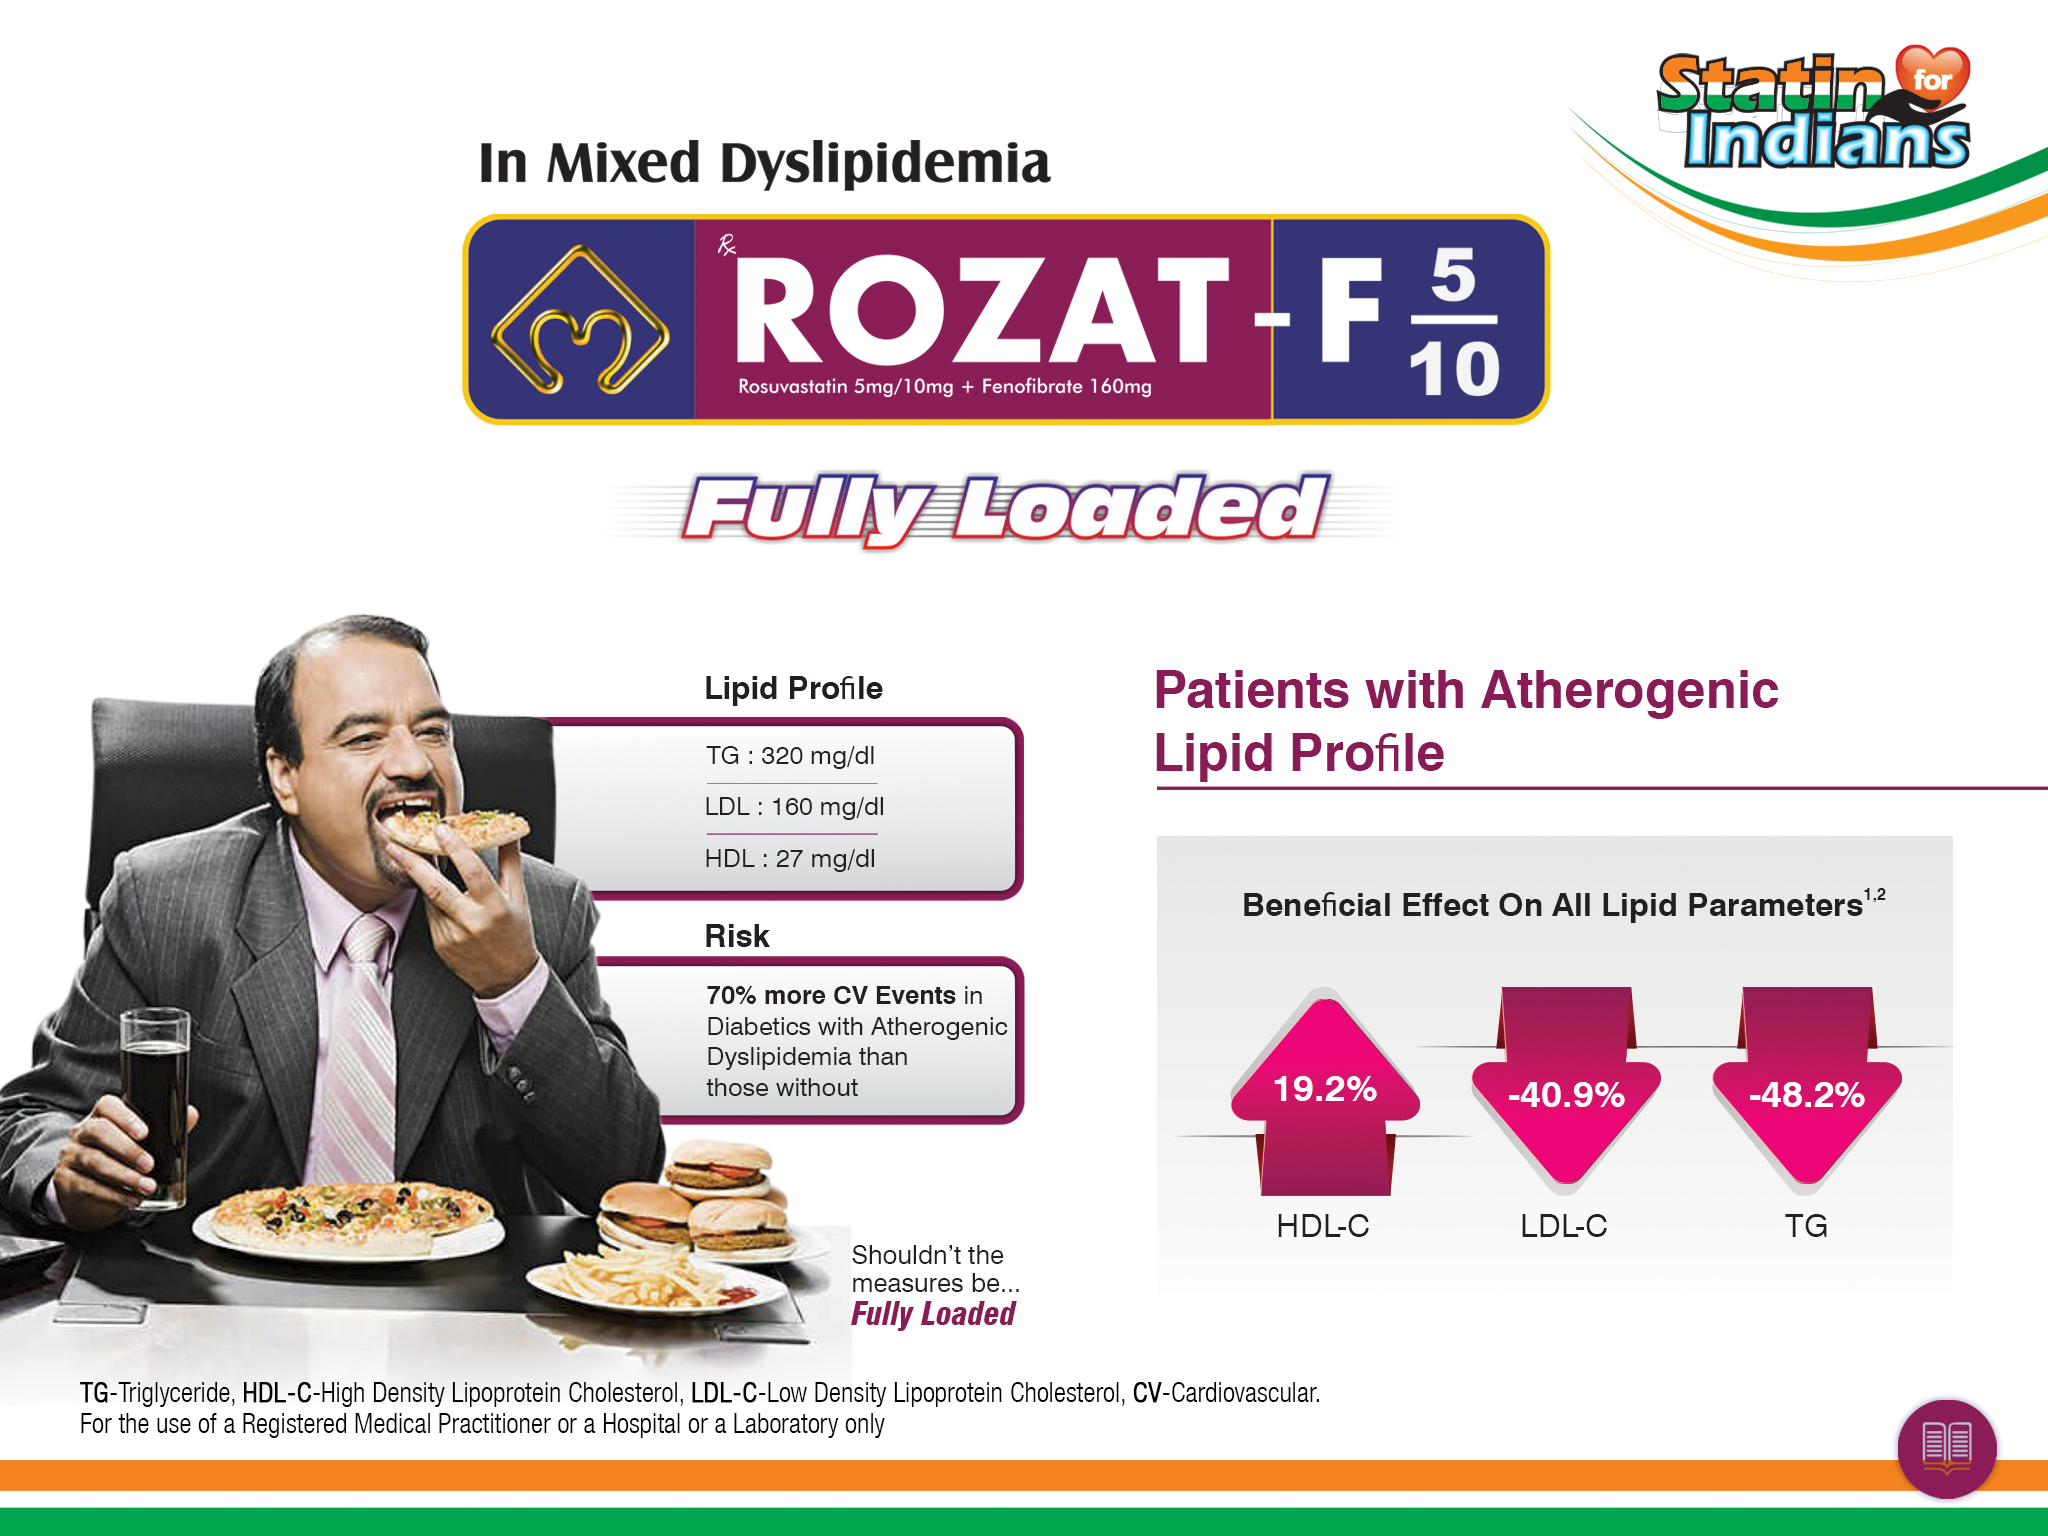 Statin for
Indians
In Mixed Dyslipidemia
Rx
ROZAT-F 5/10
Rosuvastatin 5mg/10mg + Fenofibrate 160mg
Fully Loaded
Lipid Profile
TG : 320 mg/dl
LDL : 160 mg/dl
HDL : 27 mg/dl
Risk
70% more CV Events in
Diabetics with Atherogenic
Dyslipidemia than
those without
Shouldn't the
measures be...
Fully Loaded
Patients with Atherogenic
Lipid Profile
Beneficial Effect On All Lipid Parameters1,2
19.2% -40.9% -48.2%
HDL-C LDL-C TG
TG-Triglyceride, HDL-C-High Density Lipoprotein Cholesterol, LDL-C-Low Density Lipoprotein Cholesterol, CV-Cardiovascular.
For the use of a Registered Medical Practitioner or a Hospital or a Laboratory only